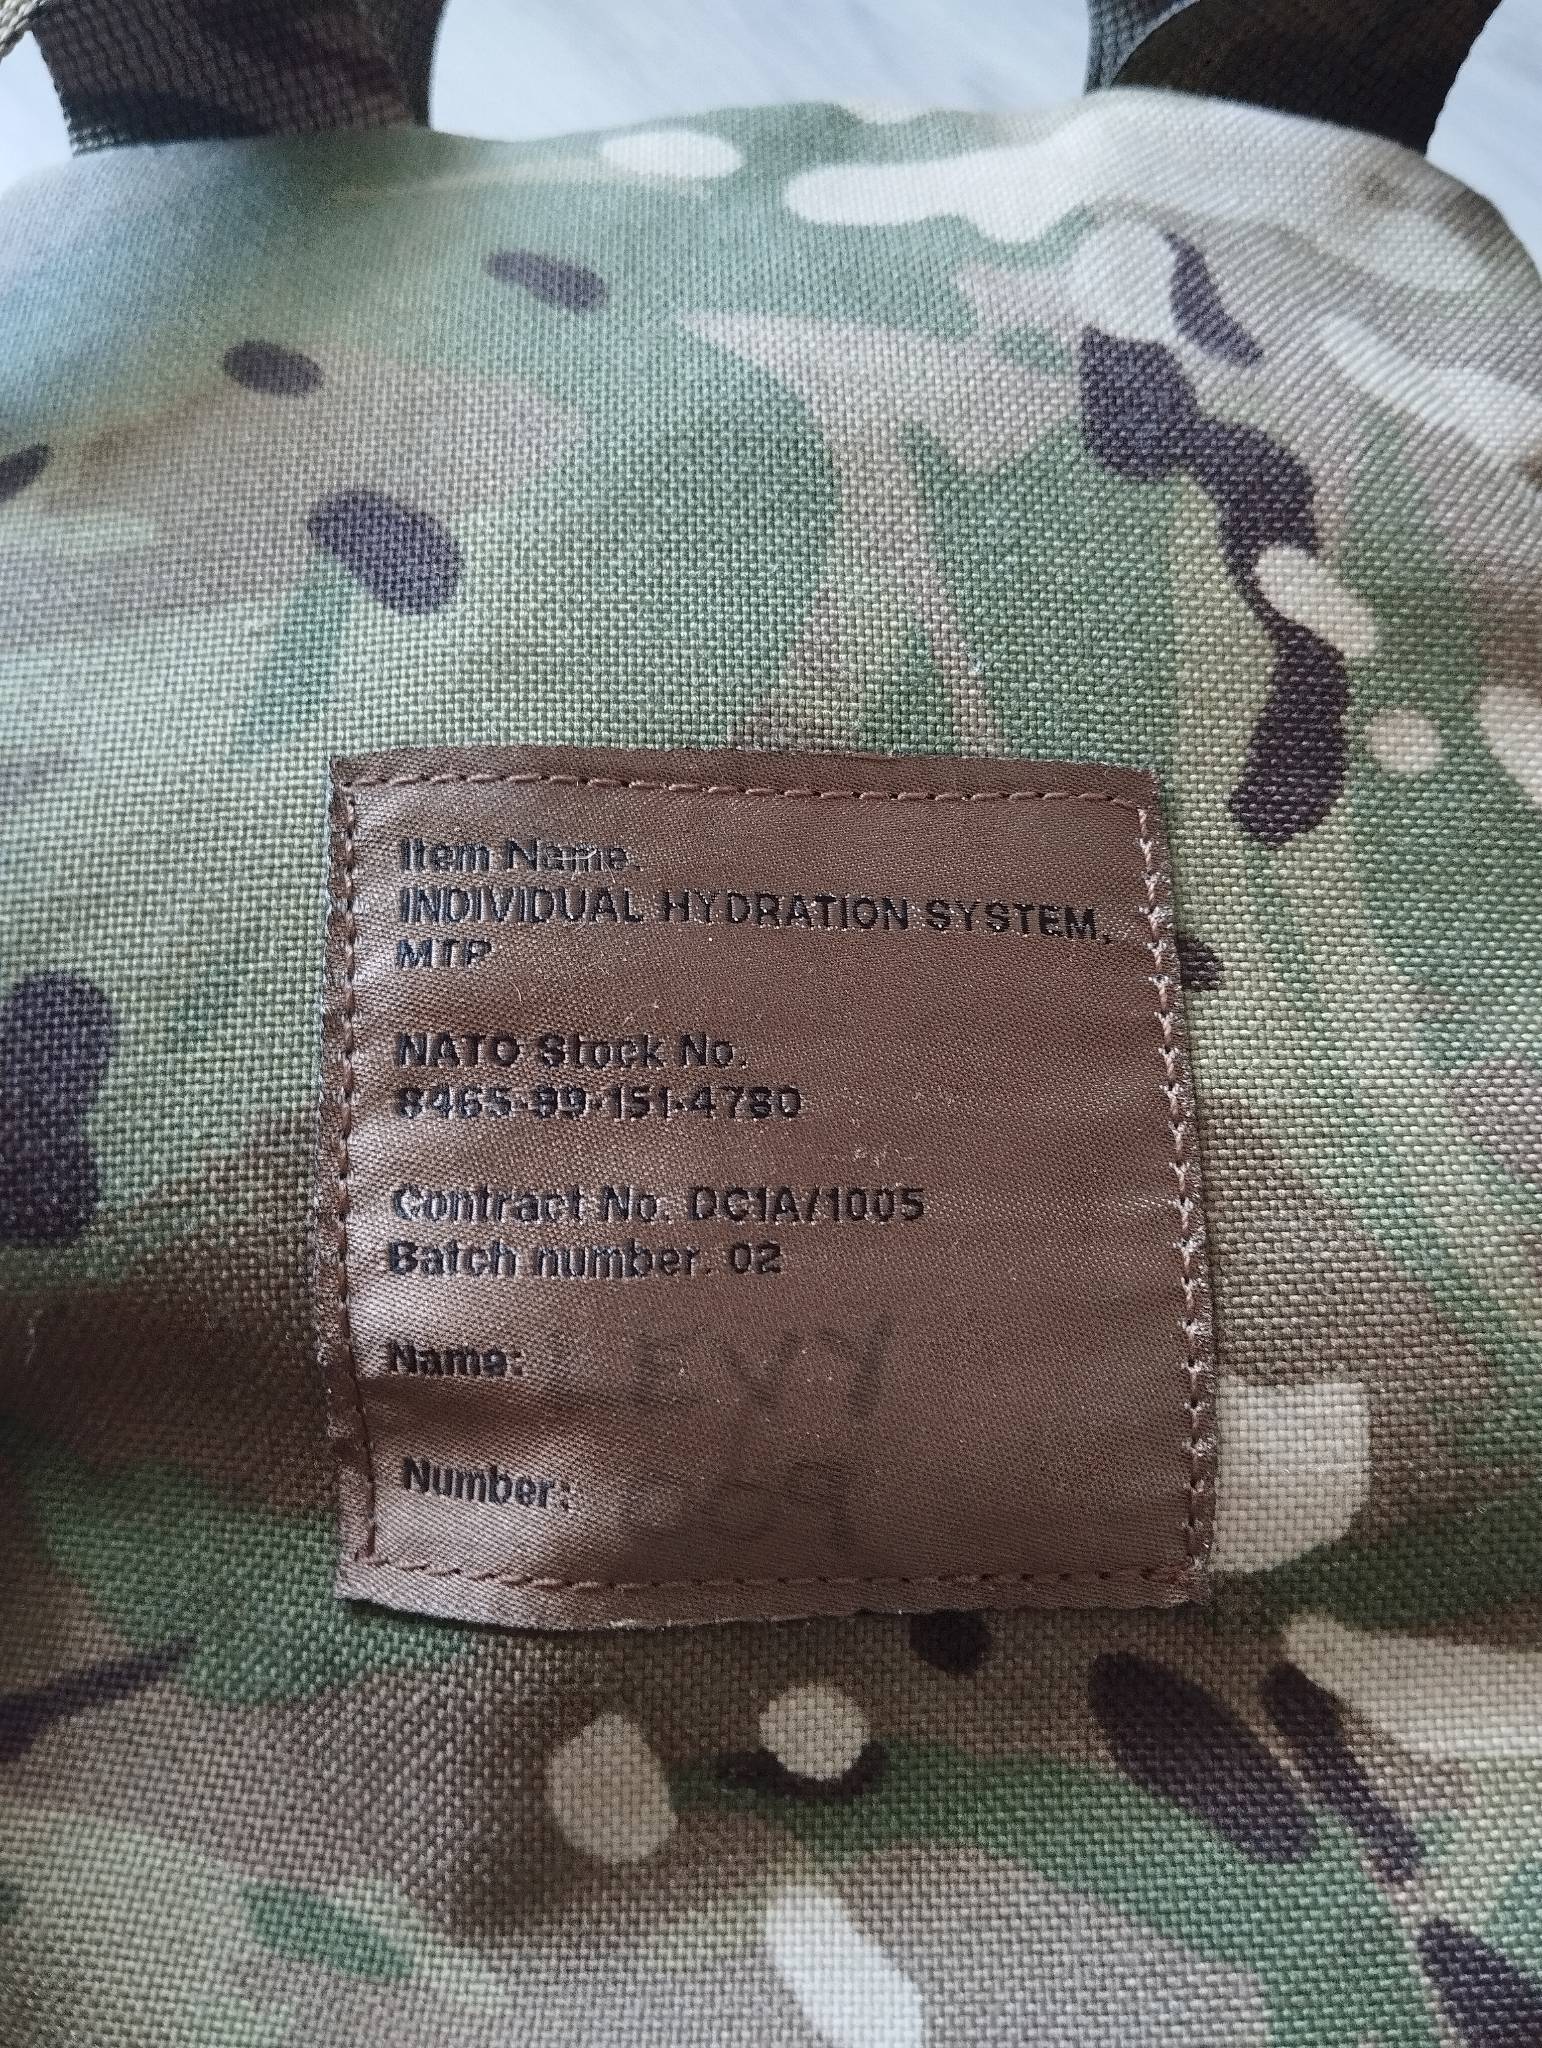 Item Name.
INDIVIDUAL HYDRATION SYSTEM,
MTP
NATO Stock No.
8465-99-151-4780
Contract No. DC1A/1005
Batch number. 02
Name:
Number: